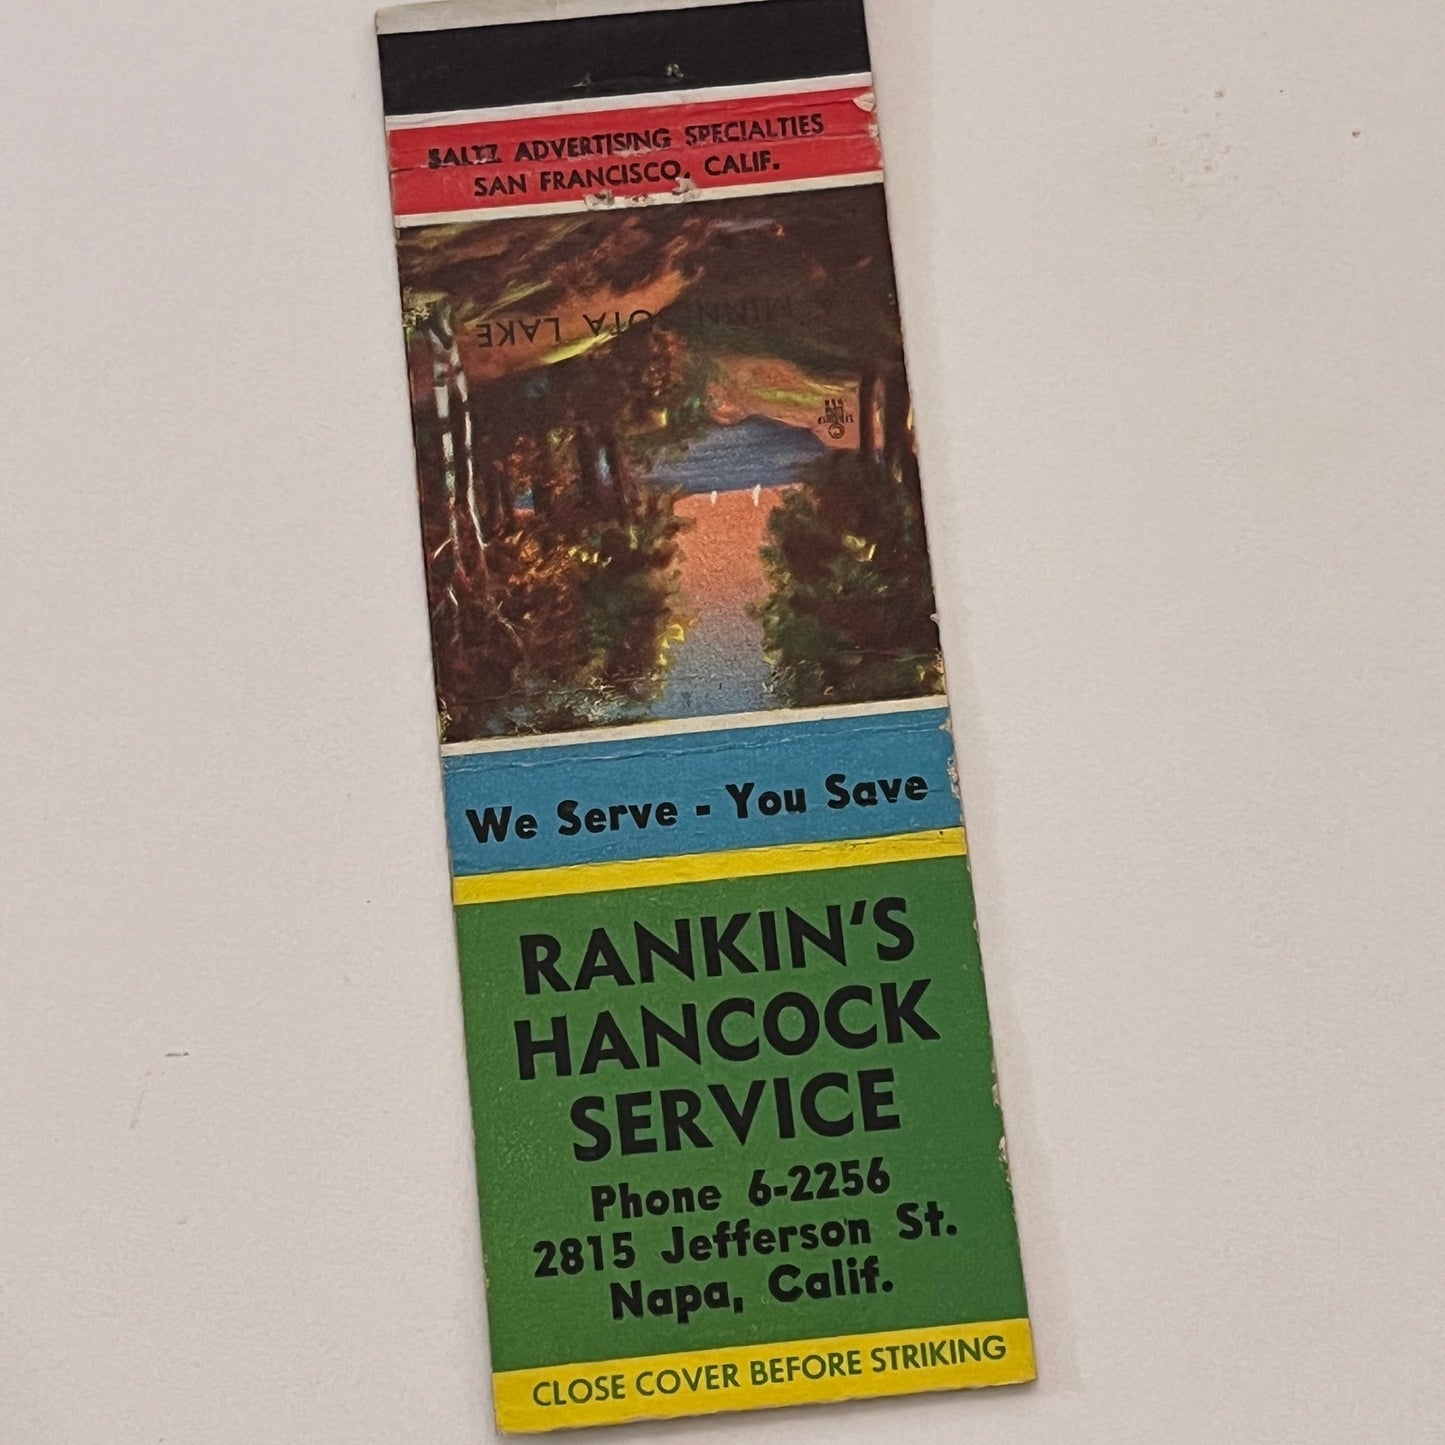 SALTZ ADVERTISING SPECIALTIES
SAN FRANCISCO, CALIF.
A MINNESOTA LAKE
We Serve - You Save
RANKIN'S
HANCOCK
SERVICE
Phone 6-2256
2815 Jefferson St.
Napa, Calif.
CLOSE COVER BEFORE STRIKING